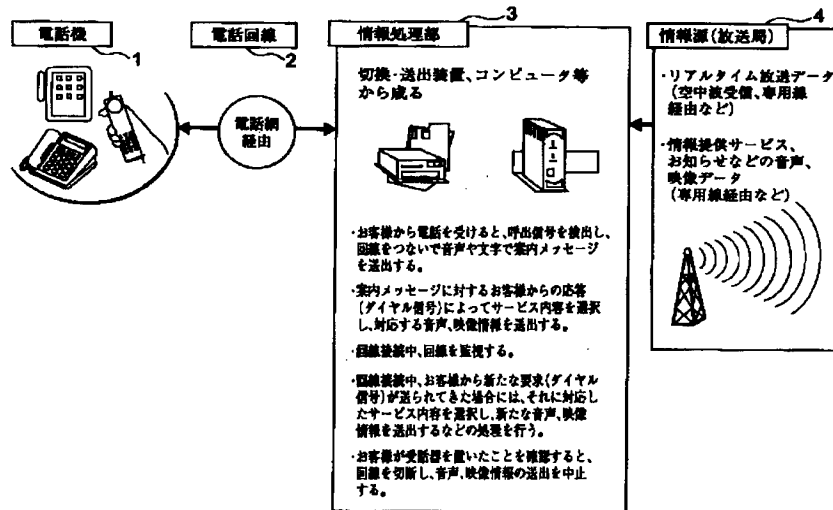 電話機
1
電話回線
2
電話網
経由
情報処理部
3
切換・送出装置、コンピュータ等
から成る
・お客様から電話を受けると、呼出信号を検出し、
回線をつないで音声や文字で案内メッセージ
を送出する。
・案内メッセージに対するお客様からの応答
(ダイヤル信号)によってサービス内容を選択
し、対応する音声、映像情報を送出する。
・回線接続中、回線を監視する。
・回線接続中、お客様から新たな要求(ダイヤル
信号)が送られてきた場合には、それに対応し
たサービス内容を選択し、新たな音声、映像
情報を送出するなどの処理を行う。
・お客様が受話器を置いたことを確認すると、
回線を切断し、音声、映像情報の送出を中止
する。
情報源(放送局)
4
・リアルタイム放送データ
(空中波受信、専用線
経由など)
・情報提供サービス、
お知らせなどの音声、
映像データ
(専用線経由など)